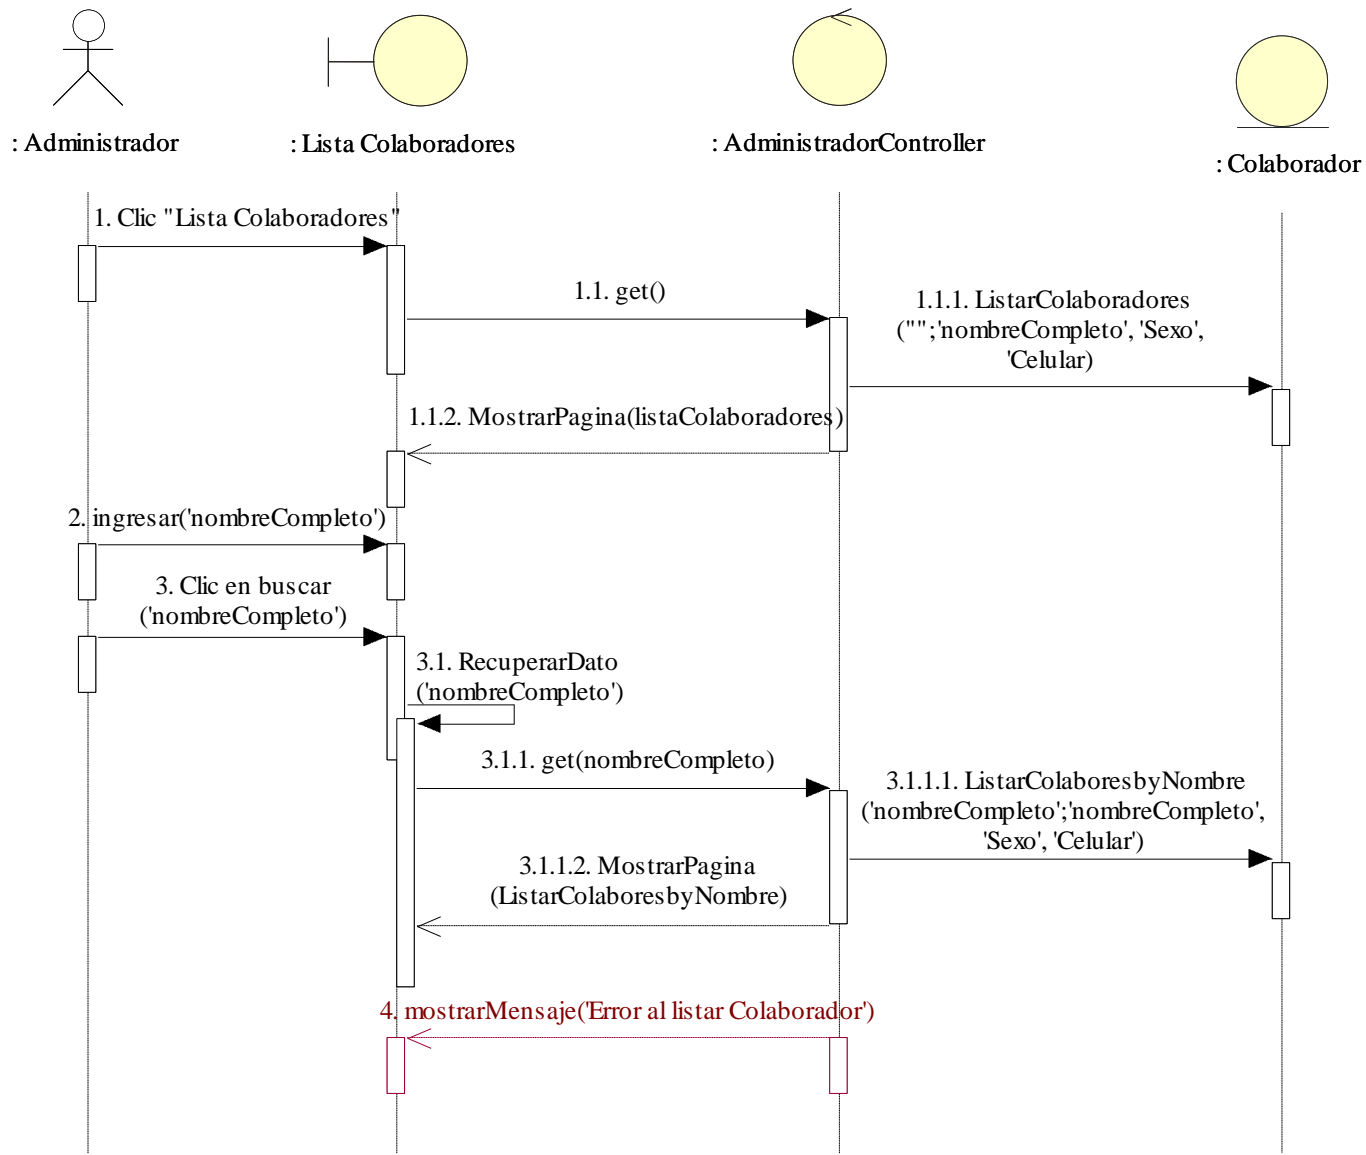 : Administrador
: Lista Colaboradores
: AdministradorController
: Colaborador
1. Clic "Lista Colaboradores"
1.1. get()
1.1.1. ListarColaboradores
("";'nombreCompleto', 'Sexo',
'Celular)
1.1.2. MostrarPagina(listaColaboradores)
2. ingresar('nombreCompleto')
3. Clic en buscar
('nombreCompleto')
3.1. RecuperarDato
('nombreCompleto')
3.1.1. get(nombreCompleto)
3.1.1.1. ListarColaboresbyNombre
('nombreCompleto';'nombreCompleto',
'Sexo', 'Celular')
3.1.1.2. MostrarPagina
(ListarColaboresbyNombre)
4. mostrarMensaje('Error al listar Colaborador')